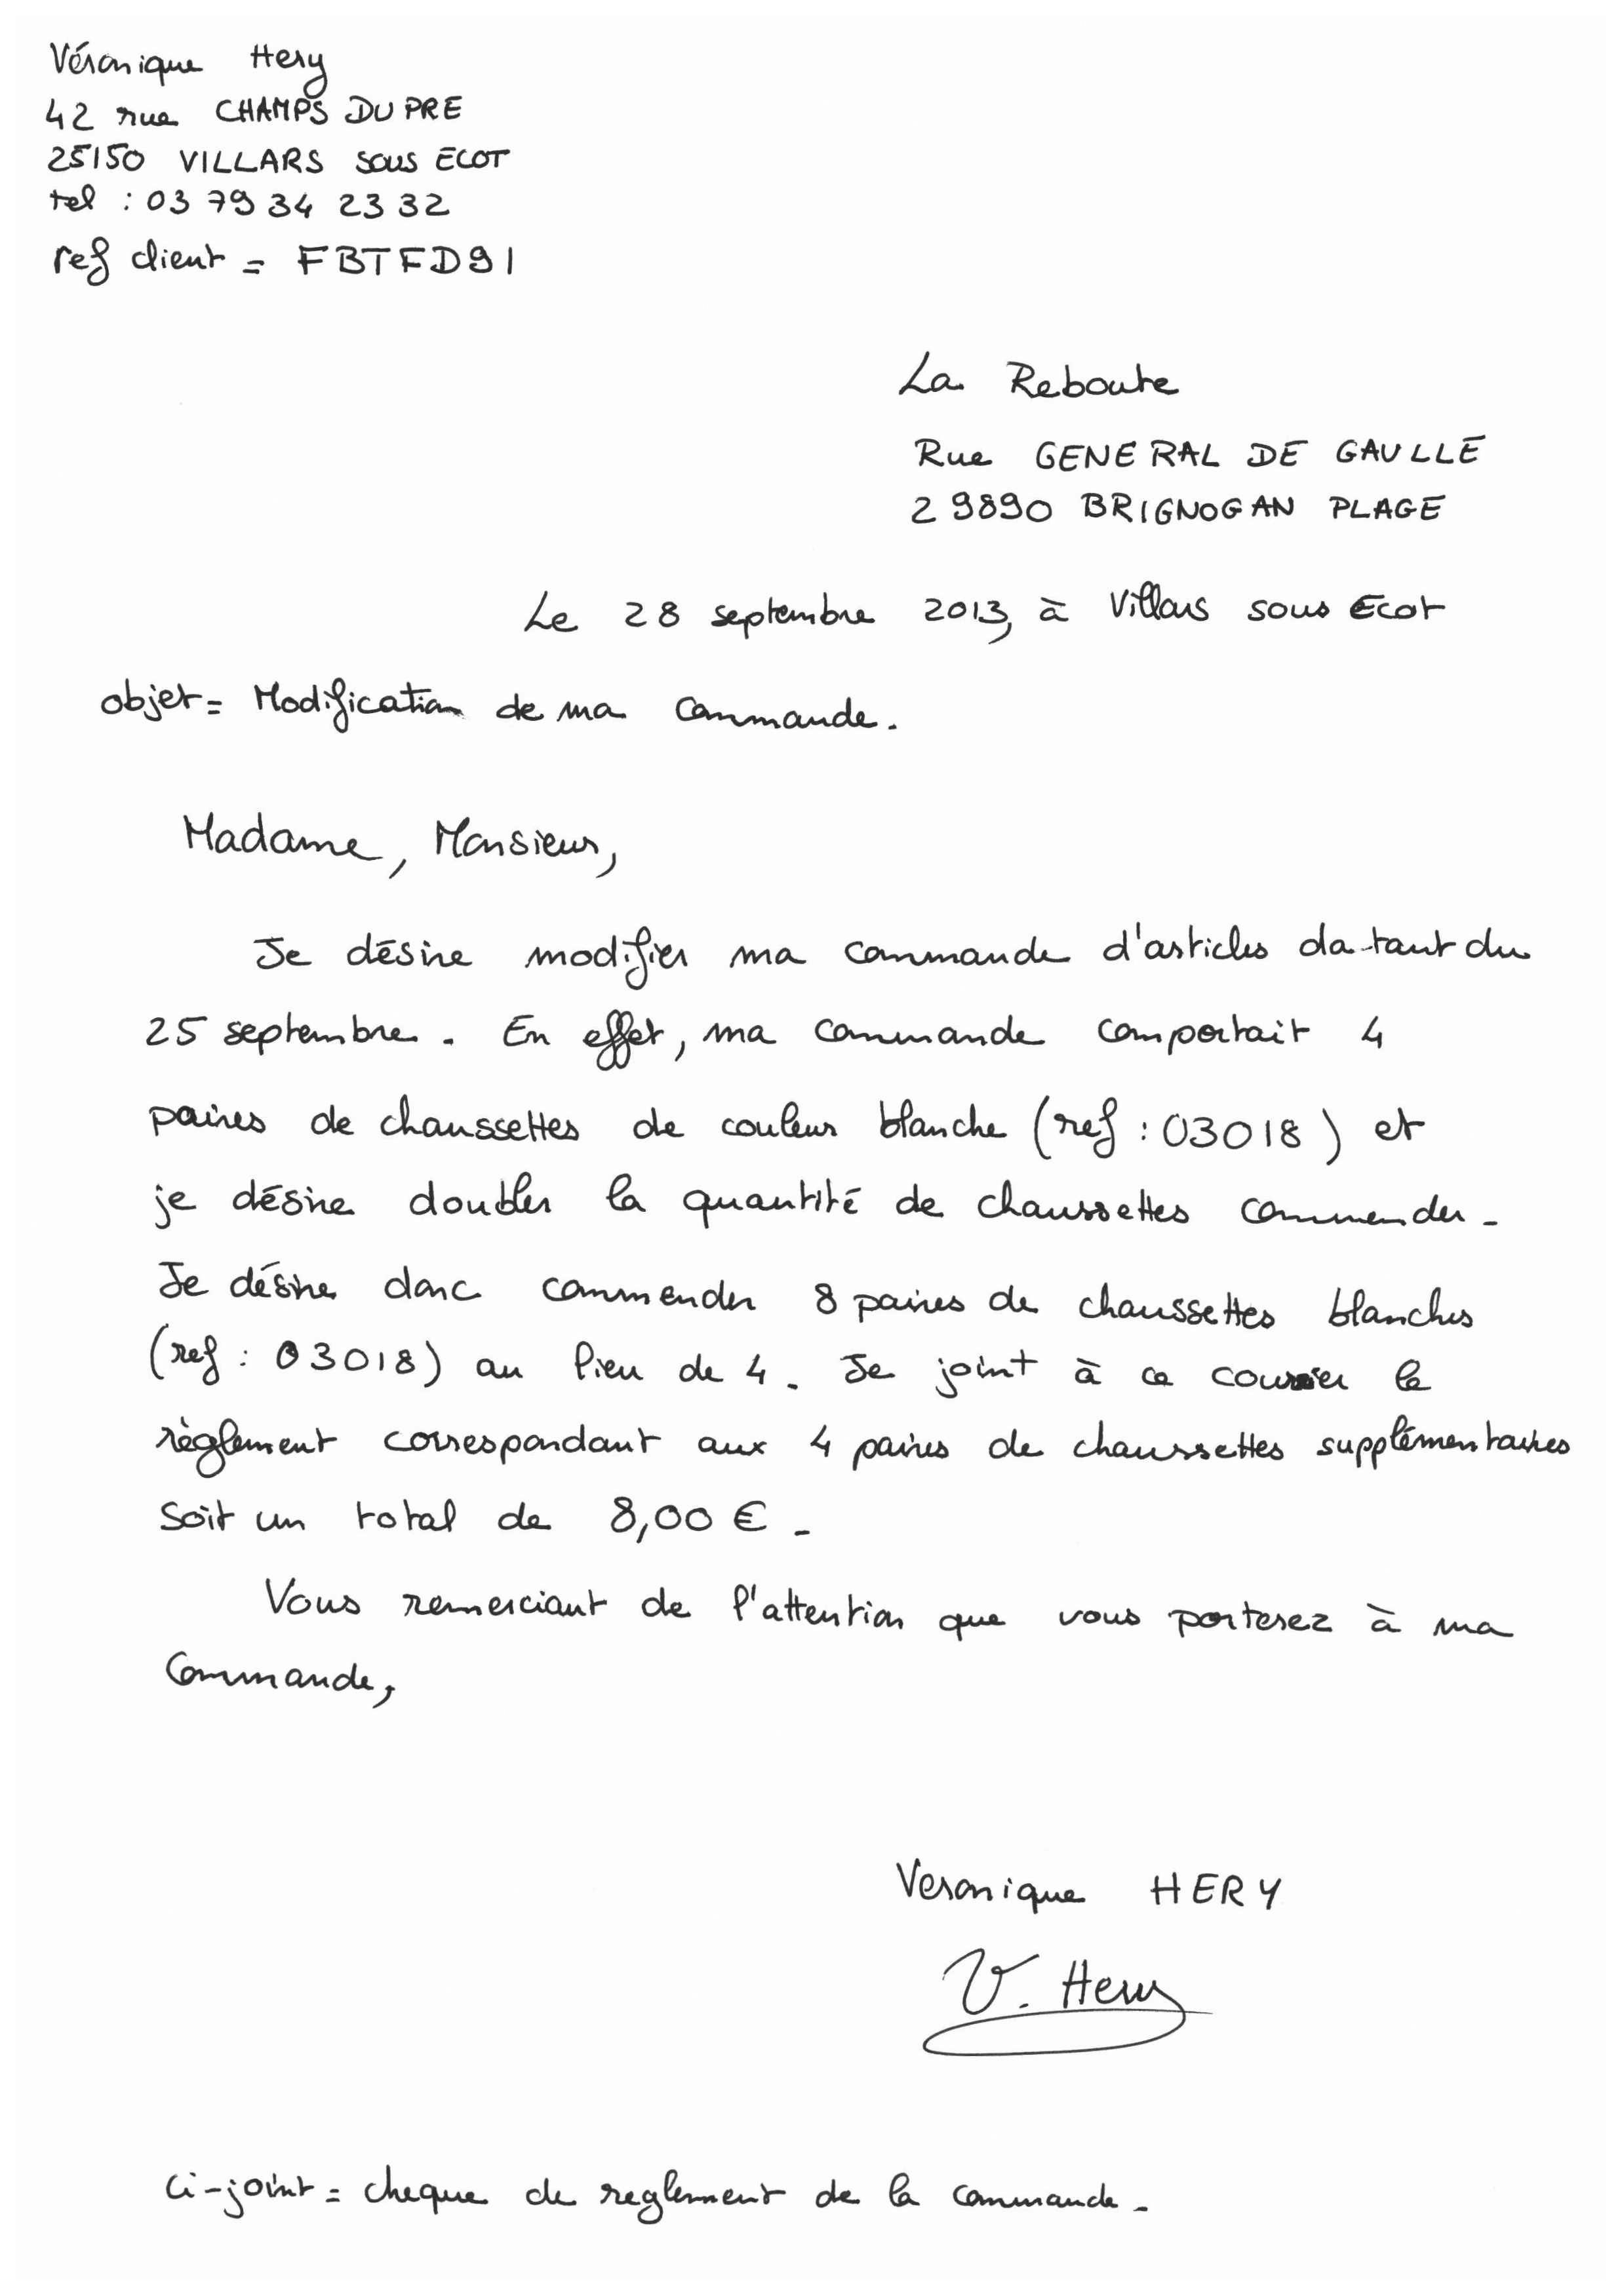 Véronique Hery
42 rue CHAMPS DU PRE
25150 VILLARS sous ECOT
tel : 03 79 34 23 32
ref client = FBTFD91
La Reboute
Rue GENERAL DE GAULLE
29890 BRIGNOGAN PLAGE
Le 28 septembre 2013, à Villars sous Ecot
objet = Modification de ma commande.
Madame, Monsieur,
Je désire modifier ma commande d'articles datant du
25 septembre. En effet, ma commande comportait 4
paires de chaussettes de couleur blanche (ref : 03018) et
je désire doubler la quantité de chaussettes commender.
Je désire donc commender 8 paires de chaussettes blanches
(ref : 03018) au lieu de 4. Je joint à ce courrier le
règlement correspondant aux 4 paires de chaussettes supplémentaires
soit un total de 8,00 €.
Vous remerciant de l'attention que vous porterez à ma
commande,
Veronique HERY
V. Hery
ci-joint = cheque de reglement de la commande.